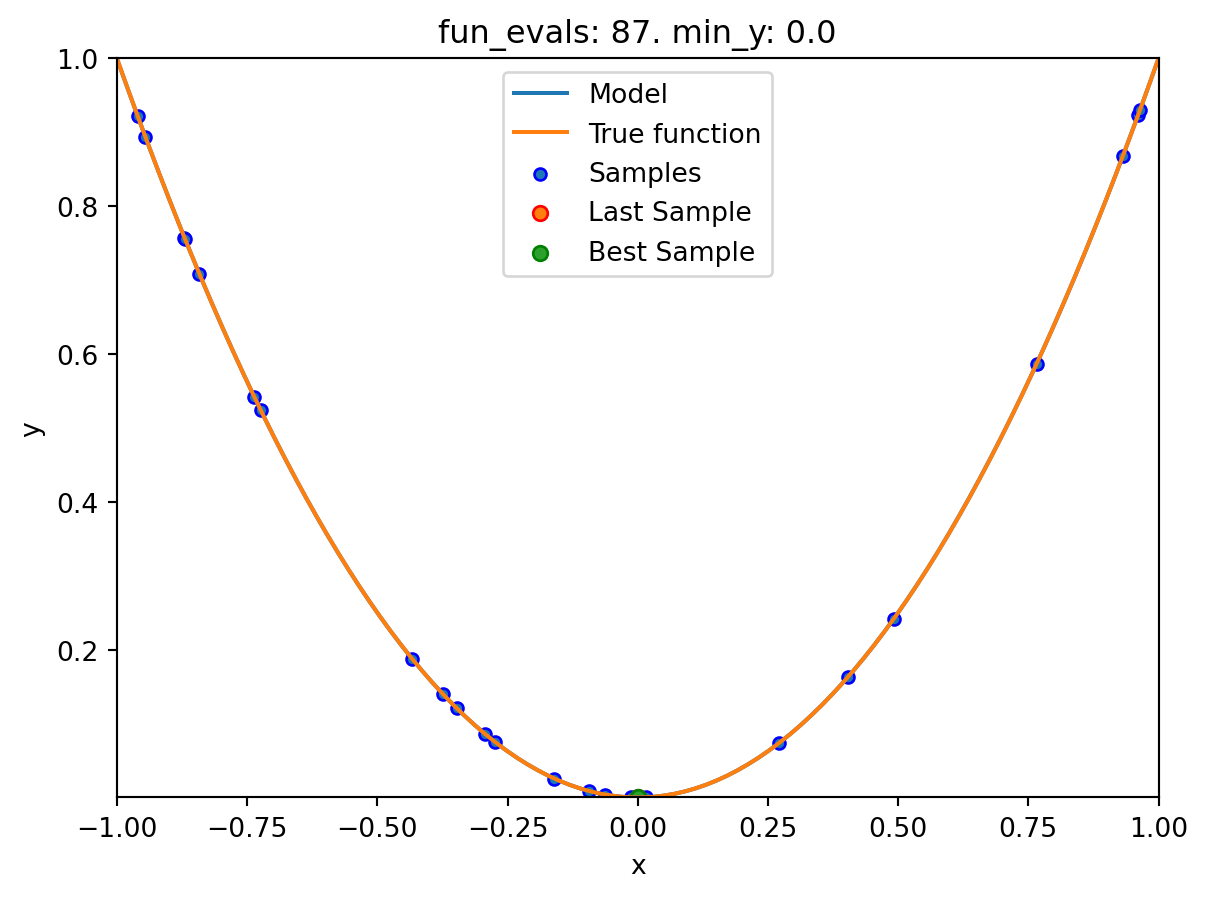 fun_evals: 87. min_y: 0.0
Model
True function
Samples
Last Sample
Best Sample
1.0
0.8
0.6
0.4
0.2
y
−1.00 −0.75 −0.50 −0.25 0.00 0.25 0.50 0.75 1.00
x